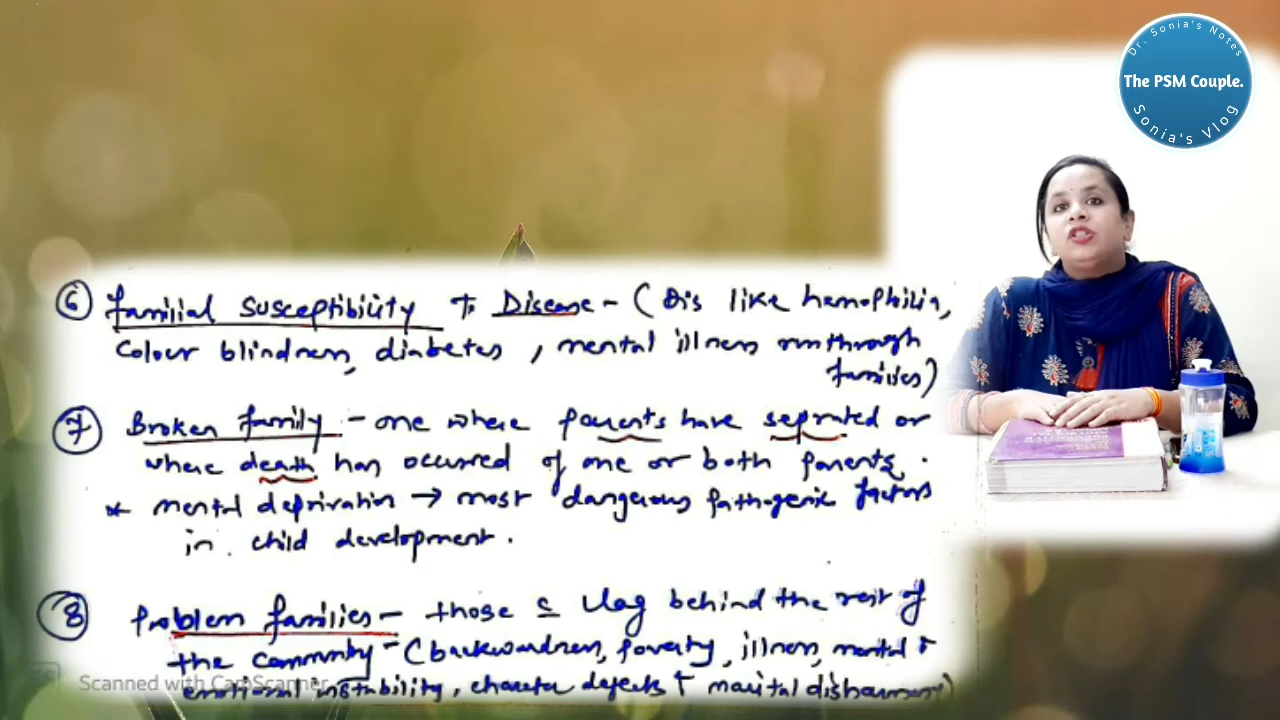 Dr. Sonia's Notes
The PSM Couple.
Sonia's Vlog
6 Familial Susceptibility To Disease - (Dis like hemophilia,
Colour blindness, diabetes, mental illness run through
families)
7 Broken family - one where parents have seprated or
where death has occurred of one or both parents.
* mental deprivation → most dangerous pathogenic factors
in child development.
8 Problem families - those lag behind the rest of
the commnty - (backwardness, poverty, illness, mental &
emotional instability, defects marital disharmony)
Scanned with CamScanner